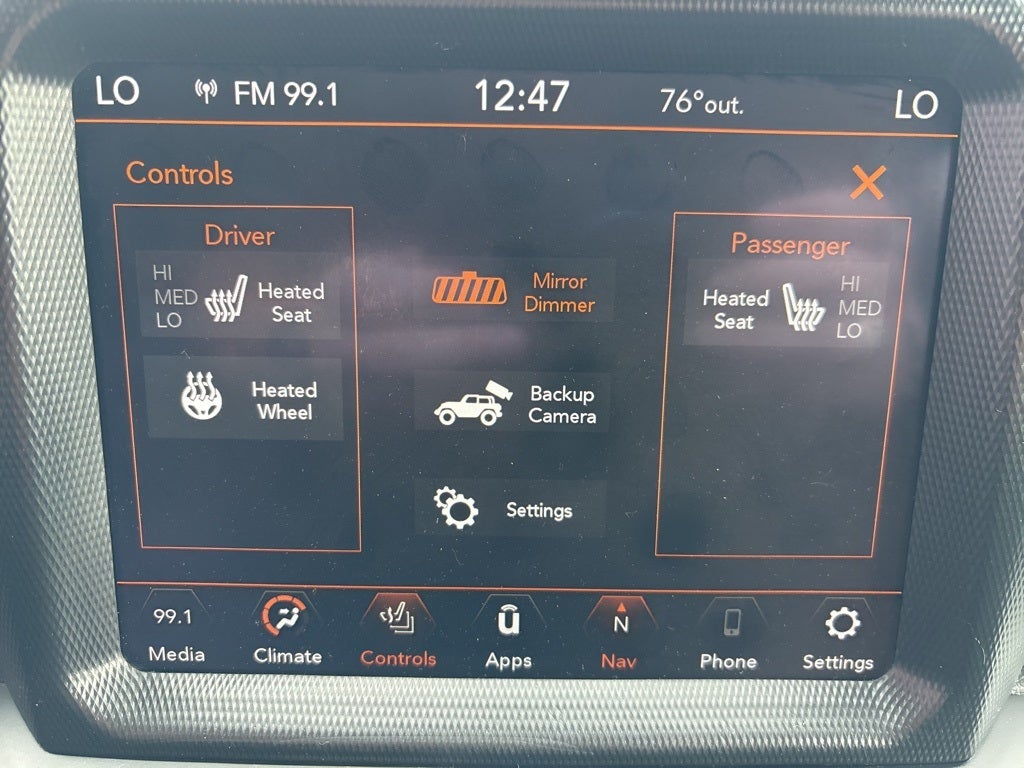 LO FM 99.1 12:47 76°out. LO
Controls
Driver
HI
MED
LO
Heated
Seat
Heated
Wheel
Mirror
Dimmer
Backup
Camera
Settings
Passenger
Heated
Seat
HI
MED
LO
99.1 N
Media Climate Controls Apps Nav Phone Settings